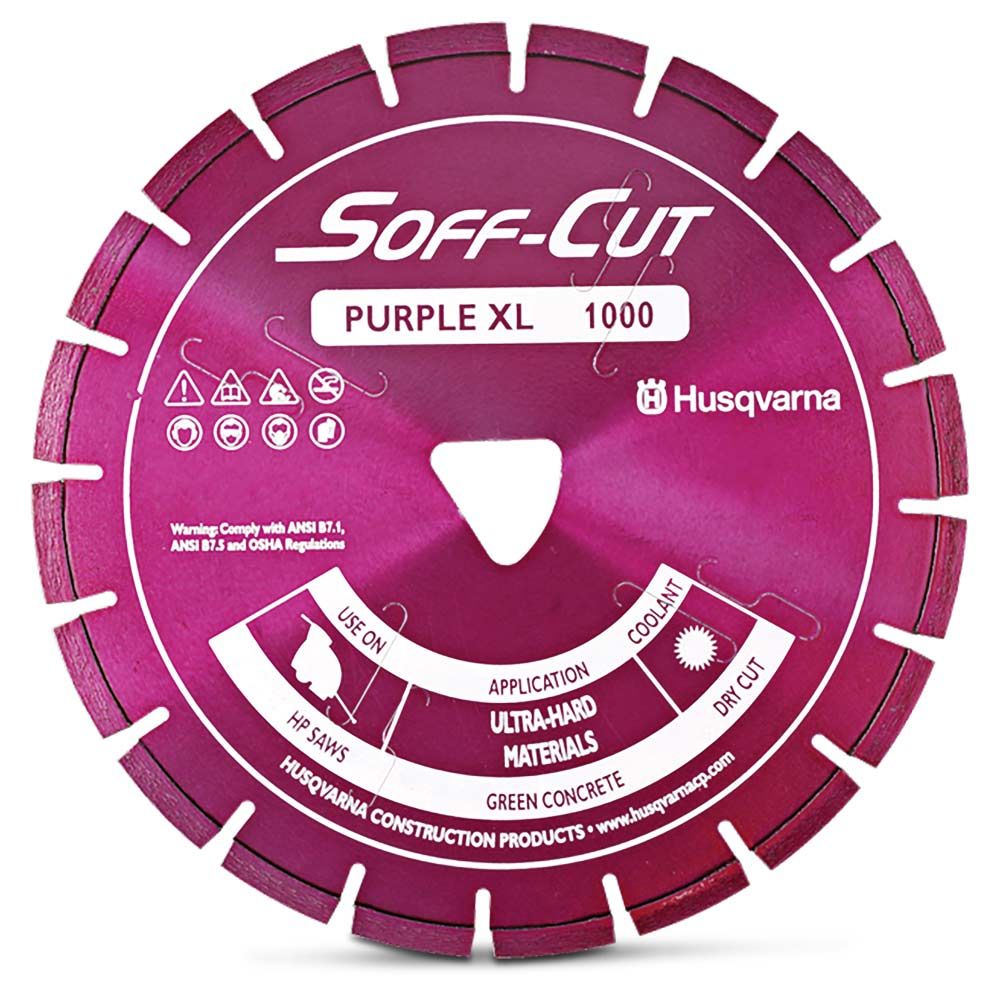 SOFF-CUT
PURPLE XL 1000
Husqvarna
Warning: Comply with ANSI B7.1,
ANSI B7.5 and OSHA Regulations
USE ON
APPLICATION
COOLANT
ULTRA-HARD
MATERIALS
HP SAWS
GREEN CONCRETE
DRY CUT
HUSQVARNA CONSTRUCTION PRODUCTS • www.husqvarnacp.com